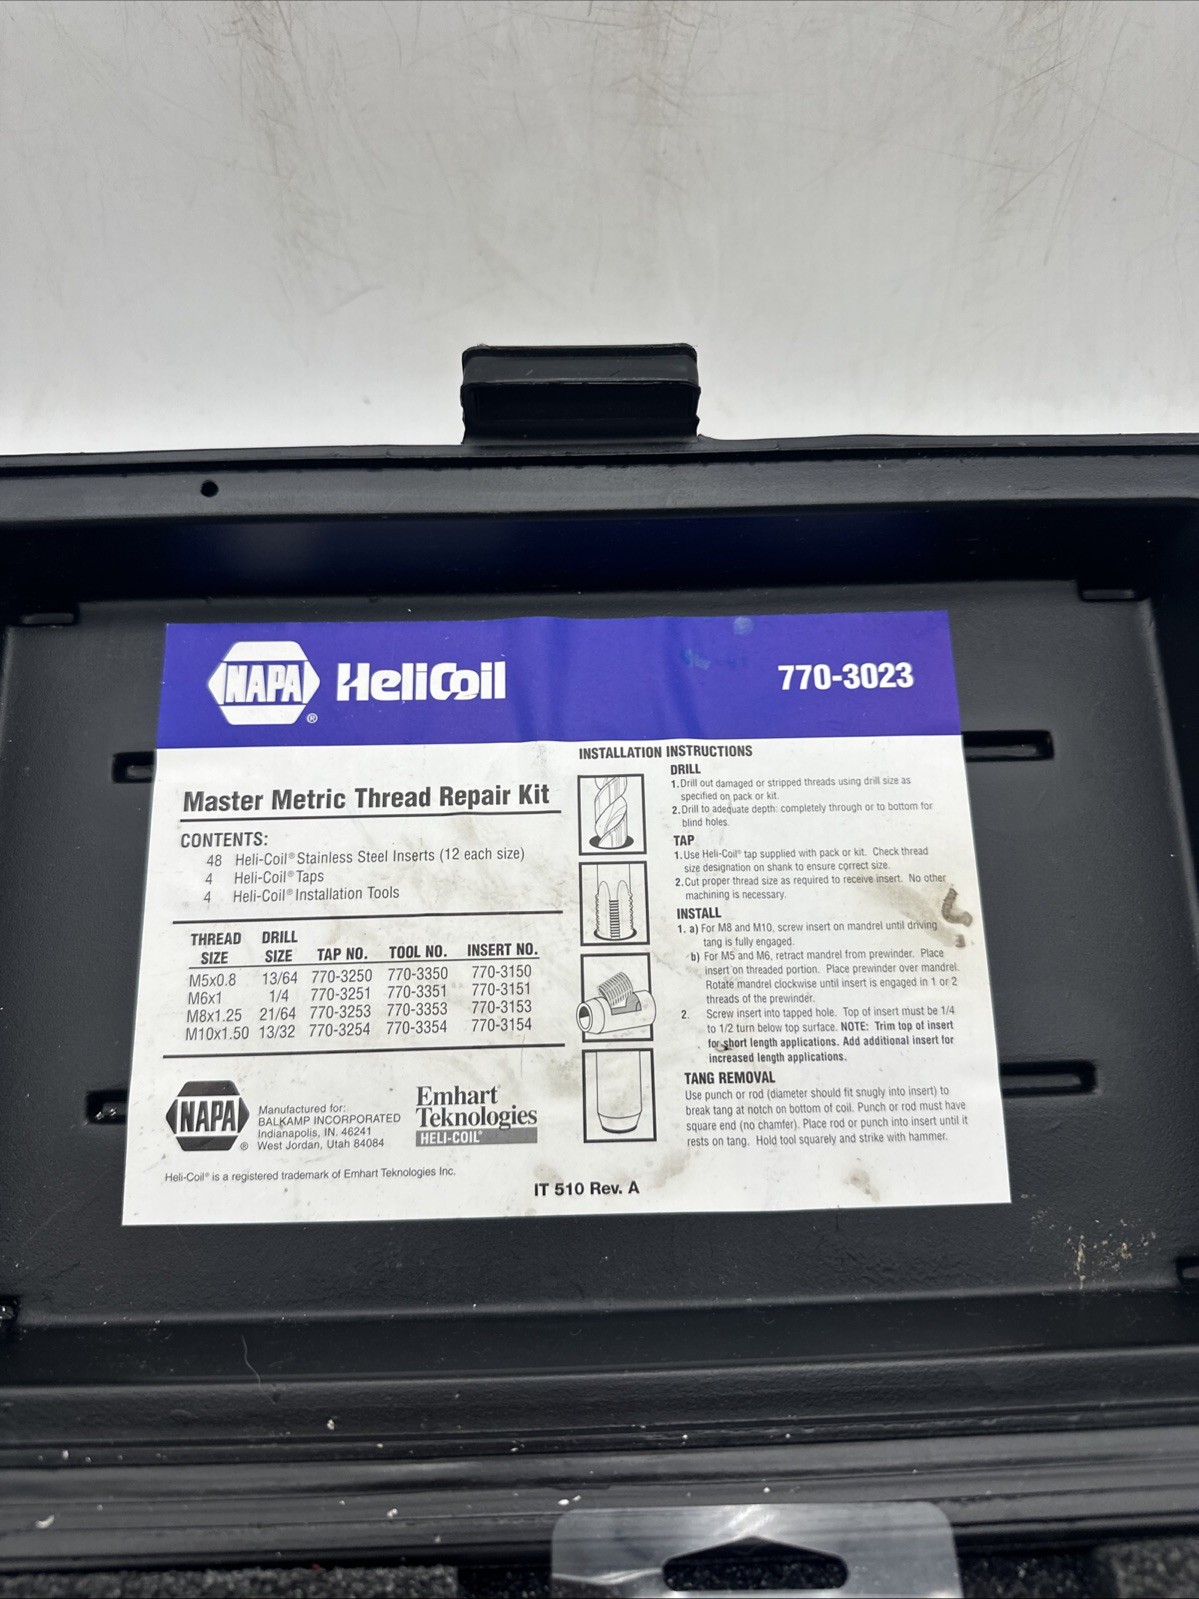 NAPA ® HeliCoil 770-3023
Master Metric Thread Repair Kit
CONTENTS:
48 Heli-Coil® Stainless Steel Inserts (12 each size)
4 Heli-Coil® Taps
4 Heli-Coil® Installation Tools
THREAD SIZE DRILL SIZE TAP NO. TOOL NO. INSERT NO.
M5x0.8 13/64 770-3250 770-3350 770-3150
M6x1 1/4 770-3251 770-3351 770-3151
M8x1.25 21/64 770-3253 770-3353 770-3153
M10x1.50 13/32 770-3254 770-3354 770-3154
NAPA ®
Manufactured for:
BALKAMP INCORPORATED
Indianapolis, IN. 46241
West Jordan, Utah 84084
Emhart
Teknologies
HELI-COIL®
Heli-Coil® is a registered trademark of Emhart Teknologies Inc.
INSTALLATION INSTRUCTIONS
DRILL
1. Drill out damaged or stripped threads using drill size as
specified on pack or kit.
2. Drill to adequate depth: completely through or to bottom for
blind holes.
TAP
1. Use Heli-Coil® tap supplied with pack or kit. Check thread
size designation on shank to ensure correct size.
2. Cut proper thread size as required to receive insert. No other
machining is necessary.
INSTALL
1. a) For M8 and M10, screw insert on mandrel until driving
tang is fully engaged.
b) For M5 and M6, retract mandrel from prewinder. Place
insert on threaded portion. Place prewinder over mandrel.
Rotate mandrel clockwise until insert is engaged in 1 or 2
threads of the prewinder.
2. Screw insert into tapped hole. Top of insert must be 1/4
to 1/2 turn below top surface. NOTE: Trim top of insert
for short length applications. Add additional insert for
increased length applications.
TANG REMOVAL
Use punch or rod (diameter should fit snugly into insert) to
break tang at notch on bottom of coil. Punch or rod must have
square end (no chamfer). Place rod or punch into insert until it
rests on tang. Hold tool squarely and strike with hammer.
IT 510 Rev. A